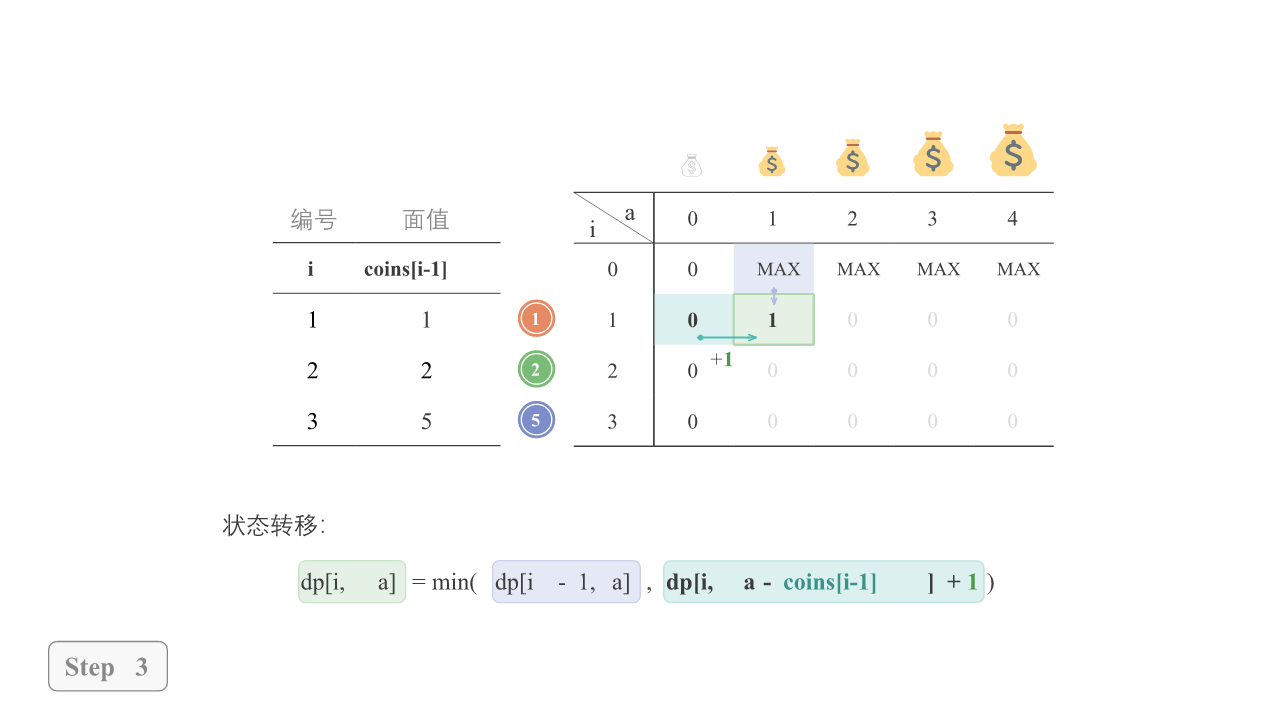 $ $ $ $ $
编号 面值
i coins[i-1]
1 1
2 2
3 5
1
2
5
i a 0 1 2 3 4
0 0 MAX MAX MAX MAX
1 0 1 0 0 0
+1
2 0 0 0 0 0
3 0 0 0 0 0
状态转移：
dp[i, a] = min( dp[i - 1, a] , dp[i, a - coins[i-1] ] + 1 )
Step 3